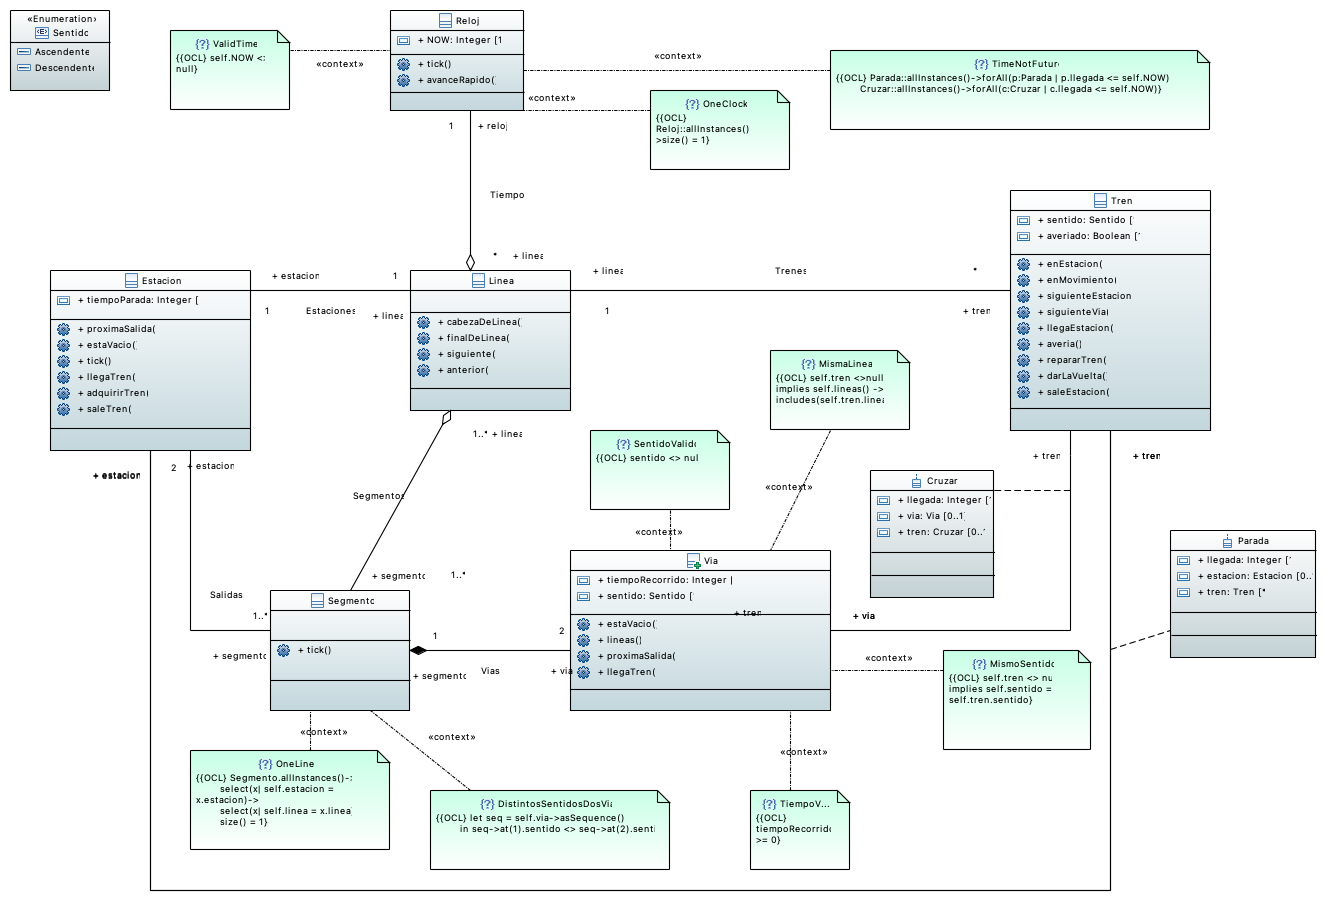 «Enumeration»
Sentido
Ascendente
Descendente
{?} ValidTime
{{OCL} self.NOW <:
null}
«context»
Reloj
+ NOW: Integer [1
+ tick()
+ avanceRapido(
«context»
{?} TimeNotFuture
{{OCL} Parada::allInstances()->forAll(p:Parada | p.llegada <= self.NOW)
Cruzar::allInstances()->forAll(c:Cruzar | c.llegada <= self.NOW)}
«context»
{?} OneClock
{{OCL}
Reloj::allInstances()
>size() = 1}
1
+ reloj
Tiempo
* + linea
Estacion
+ tiempoParada: Integer [
+ proximaSalida(
+ estaVacio(
+ tick()
+ llegaTren(
+ adquirirTren(
+ saleTren(
+ estacion
1
1
Estaciones
+ linea
Linea
+ cabezaDeLinea(
+ finalDeLinea(
+ siguiente(
+ anterior(
+ linea
Trenes
*
1
+ tren
Tren
+ sentido: Sentido [
+ averiado: Boolean [
+ enEstacion(
+ enMovimiento(
+ siguienteEstacion
+ siguienteVia(
+ llegaEstacion(
+ averia()
+ repararTren(
+ darLaVuelta(
+ saleEstacion(
{?} MismaLinea
{{OCL} self.tren <>null
implies self.lineas() ->
includes(self.tren.linea
1..* + linea
{?} SentidoValido
{{OCL} sentido <> nul
«context»
«context»
+ estacion
2
+ estacion
Segmentos
+ tren
+ tren
Cruzar
+ llegada: Integer [
+ via: Via [0..1
+ tren: Cruzar [0..
Parada
+ llegada: Integer [
+ estacion: Estacion [0..
+ tren: Tren [*
+ segmento
1..*
Salidas
1..*
+ segmento
Segmento
+ tick()
1
2
+ segmento
Vias
+ via
Via
+ tiempoRecorrido: Integer [
+ sentido: Sentido [
+ tren
+ estaVacio(
+ lineas()
+ proximaSalida(
+ llegaTren(
+ via
«context»
{?} MismoSentido
{{OCL} self.tren <> nu
implies self.sentido =
self.tren.sentido}
«context»
«context»
«context»
{?} OneLine
{{OCL} Segmento.allInstances()-:
select(x| self.estacion =
x.estacion)->
select(x| self.linea = x.linea
size() = 1}
{?} DistintosSentidosDosVia
{{OCL} let seq = self.via->asSequence()
in seq->at(1).sentido <> seq->at(2).senti
{?} TiempoV...
{{OCL}
tiempoRecorrido
>= 0}